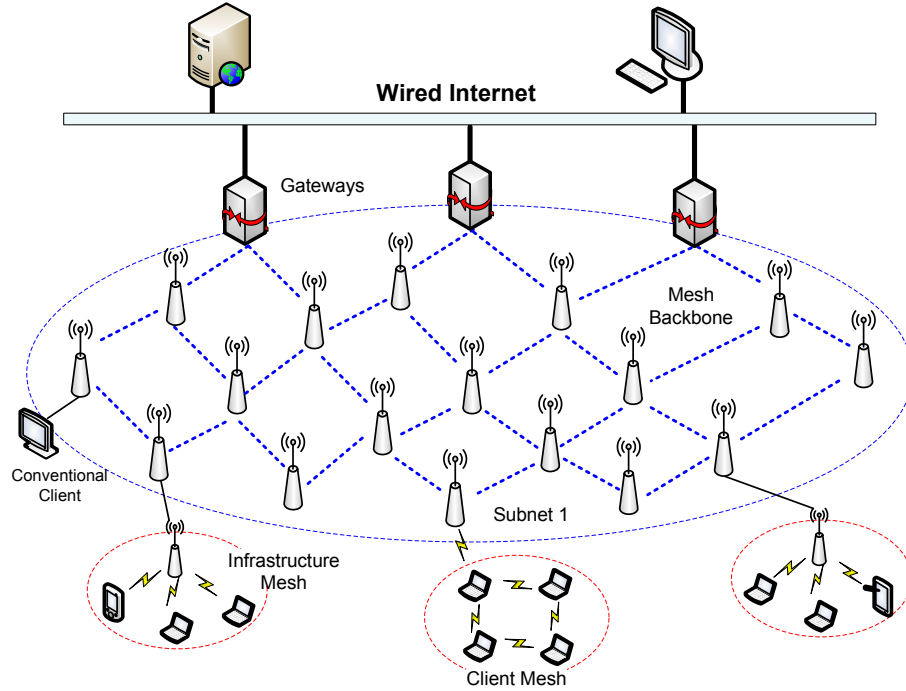 Wired Internet
Gateways
Mesh
Backbone
Conventional
Client
Subnet 1
Infrastructure
Mesh
Client Mesh